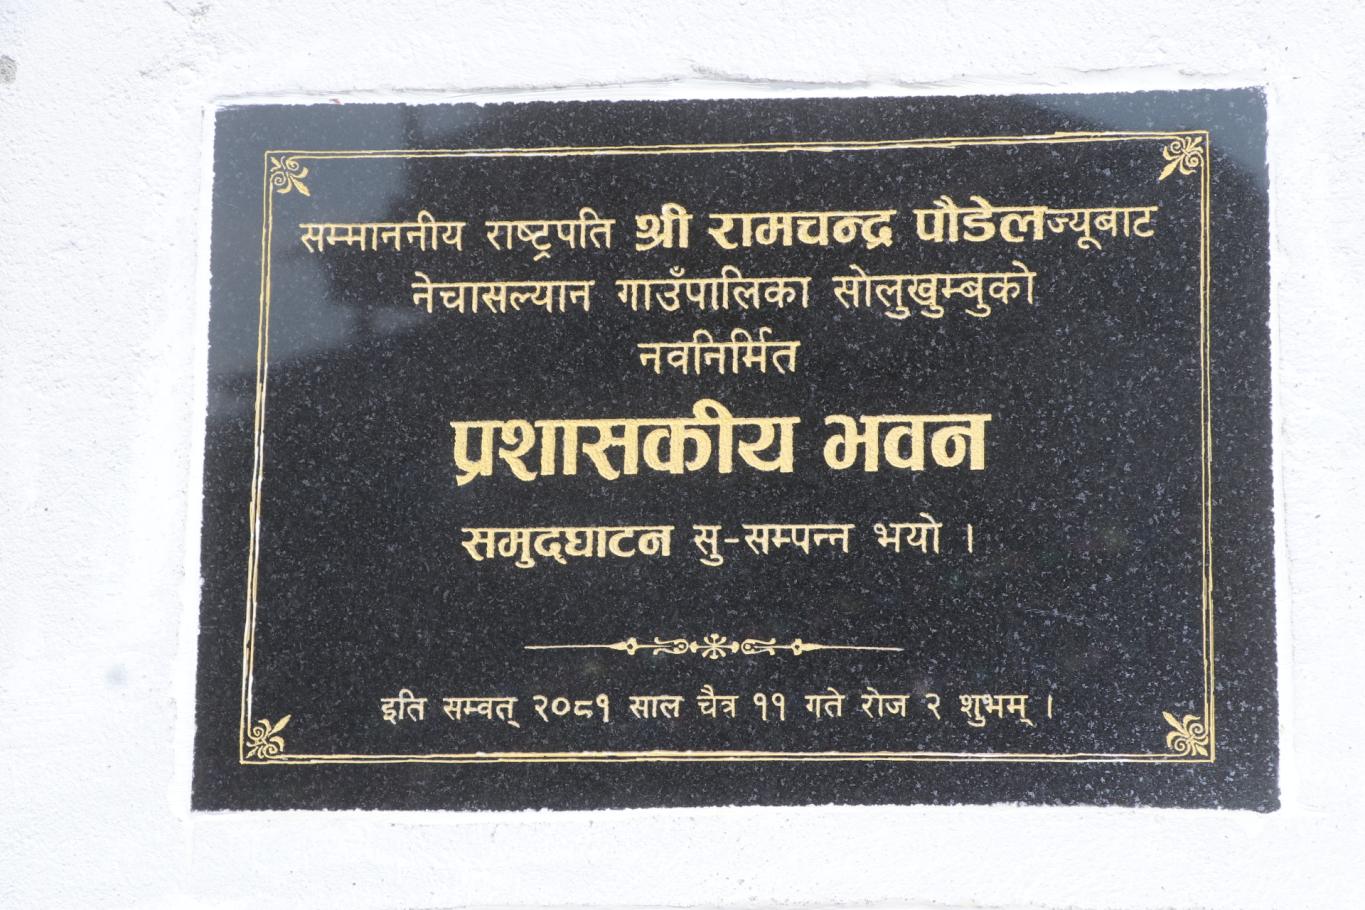 सम्माननीय राष्ट्रपति श्री रामचन्द्र पौडेलज्यूबाट
नेचासल्यान गाउँपालिका सोलुखुम्बुको
नवनिर्मित
प्रशासकीय भवन
समुद्घाटन सु-सम्पन्न भयो ।
इति सम्वत् २०८१ साल चैत्र ११ गते रोज २ शुभम् ।